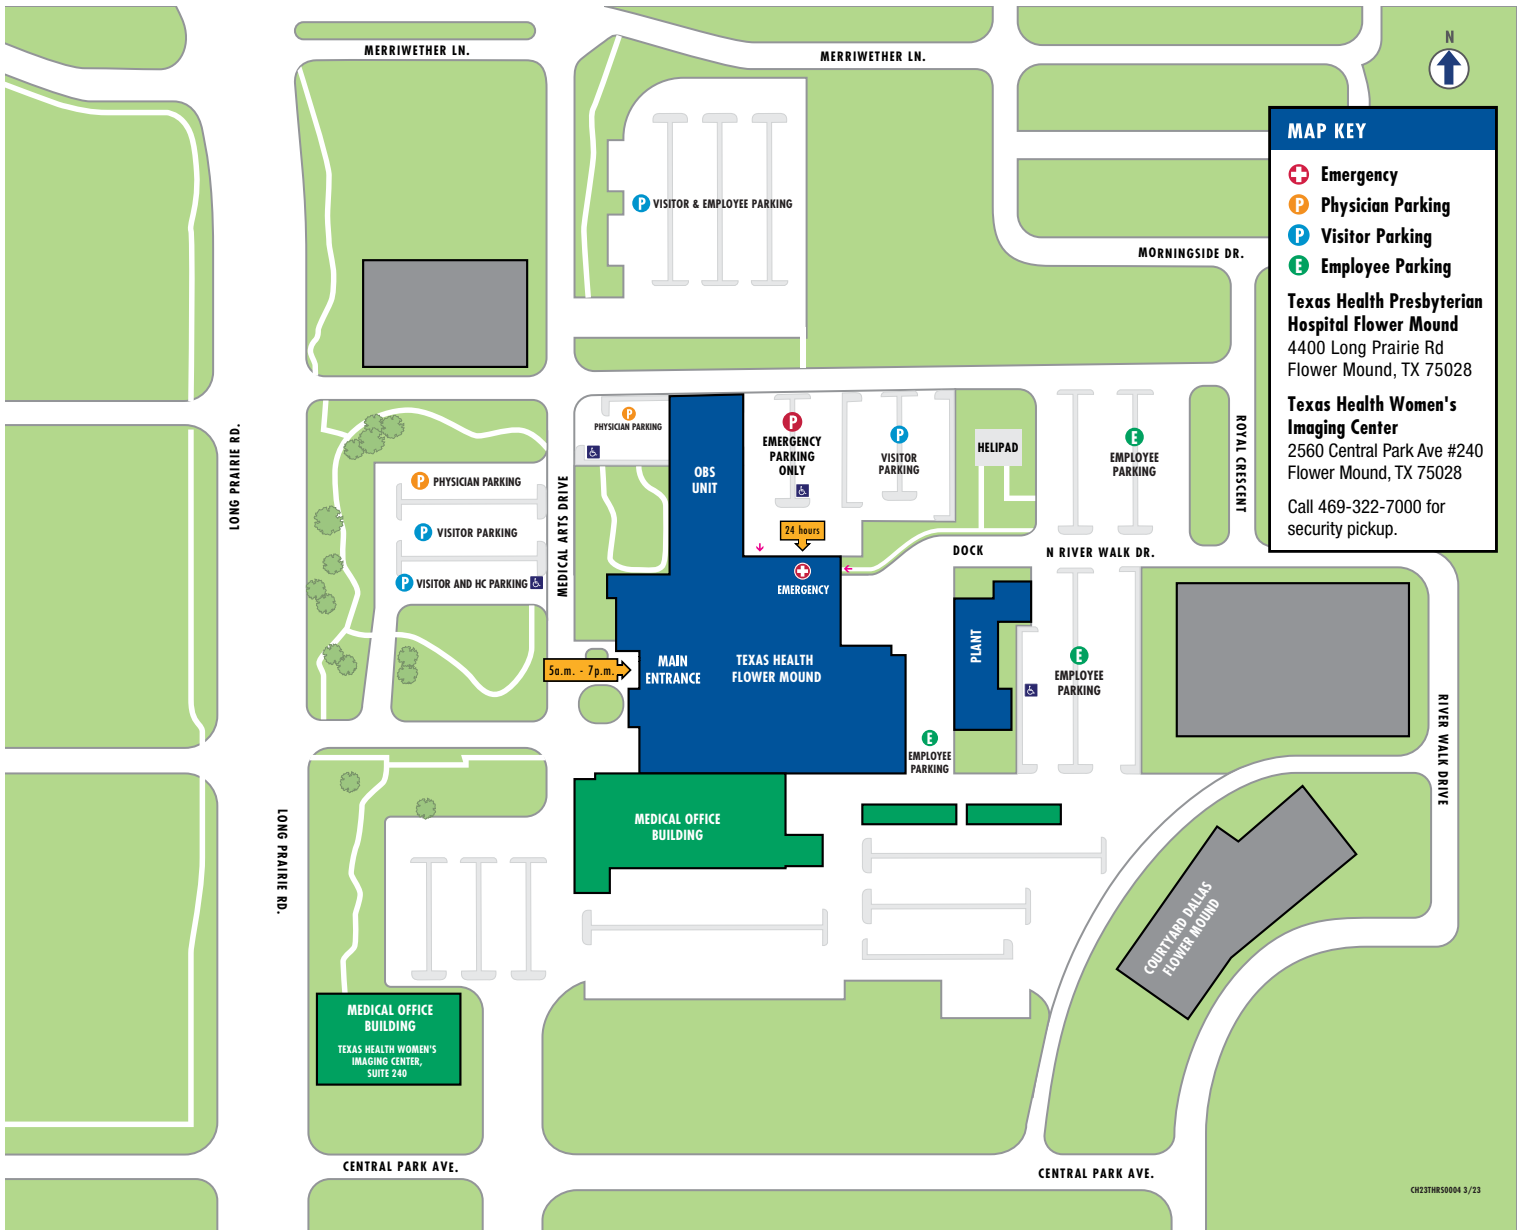 MERRIWETHER LN.
MERRIWETHER LN.
N
MAP KEY
Emergency
P Physician Parking
P Visitor Parking
E Employee Parking
Texas Health Presbyterian
Hospital Flower Mound
4400 Long Prairie Rd
Flower Mound, TX 75028
Texas Health Women's
Imaging Center
2560 Central Park Ave #240
Flower Mound, TX 75028
Call 469-322-7000 for
security pickup.
P VISITOR & EMPLOYEE PARKING
MORNINGSIDE DR.
LONG PRAIRIE RD.
P
PHYSICIAN PARKING
P
EMERGENCY
PARKING
ONLY
P
VISITOR
PARKING
HELIPAD
E
EMPLOYEE
PARKING
ROYAL CRESCENT
OBS
UNIT
P PHYSICIAN PARKING
P VISITOR PARKING
P VISITOR AND HC PARKING
MEDICAL ARTS DRIVE
24 hours
DOCK
N RIVER WALK DR.
EMERGENCY
5a.m. - 7p.m.
MAIN
ENTRANCE
TEXAS HEALTH
FLOWER MOUND
PLANT
E
EMPLOYEE
PARKING
E
EMPLOYEE
PARKING
RIVER WALK DRIVE
LONG PRAIRIE RD.
MEDICAL OFFICE
BUILDING
COURTYARD DALLAS
FLOWER MOUND
MEDICAL OFFICE
BUILDING
TEXAS HEALTH WOMEN'S
IMAGING CENTER,
SUITE 240
CENTRAL PARK AVE.
CENTRAL PARK AVE.
CH23THRS0004 3/23